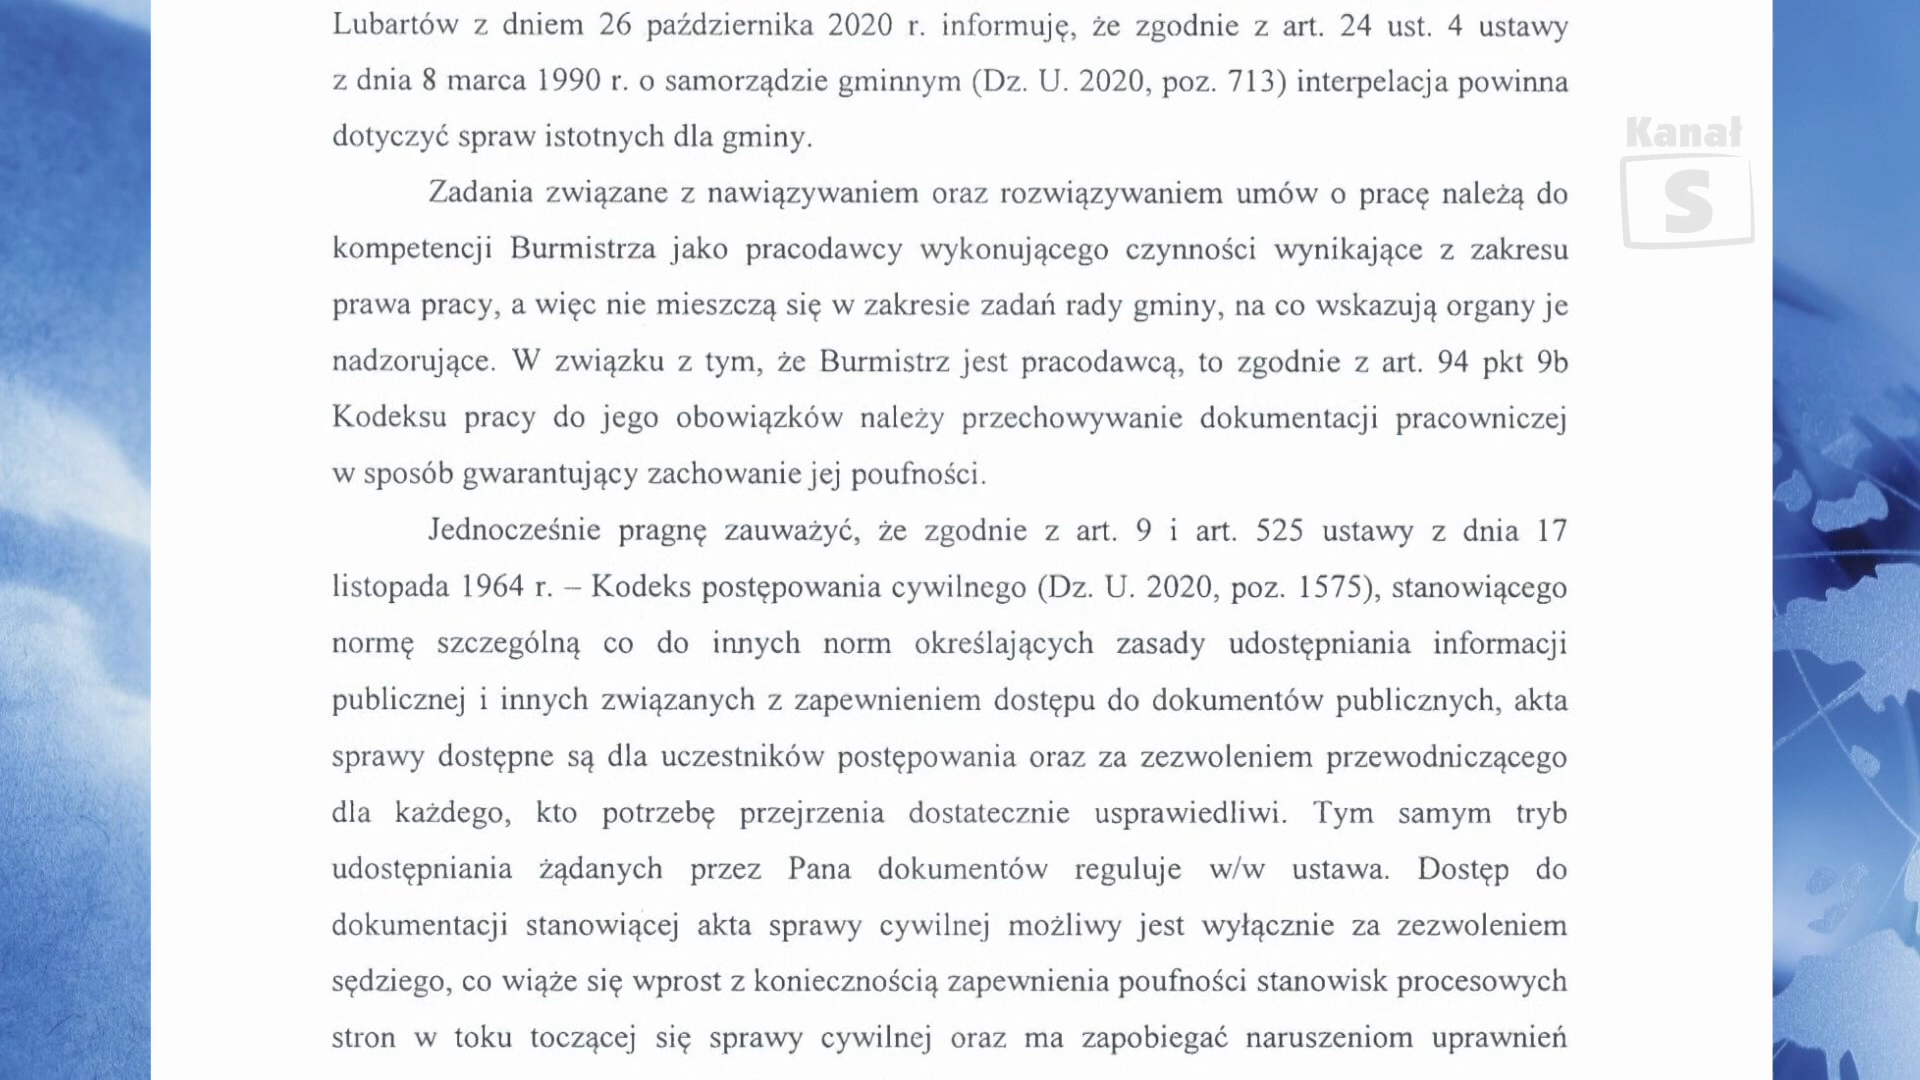 Lubartów z dniem 26 października 2020 r. informuję, że zgodnie z art. 24 ust. 4 ustawy
z dnia 8 marca 1990 r. o samorządzie gminnym (Dz. U. 2020, poz. 713) interpelacja powinna
dotyczyć spraw istotnych dla gminy.
Kanał
S
Zadania związane z nawiązywaniem oraz rozwiązywaniem umów o pracę należą do
kompetencji Burmistrza jako pracodawcy wykonującego czynności wynikające z zakresu
prawa pracy, a więc nie mieszczą się w zakresie zadań rady gminy, na co wskazują organy je
nadzorujące. W związku z tym, że Burmistrz jest pracodawcą, to zgodnie z art. 94 pkt 9b
Kodeksu pracy do jego obowiązków należy przechowywanie dokumentacji pracowniczej
w sposób gwarantujący zachowanie jej poufności.
Jednocześnie pragnę zauważyć, że zgodnie z art. 9 i art. 525 ustawy z dnia 17
listopada 1964 r. – Kodeks postępowania cywilnego (Dz. U. 2020, poz. 1575), stanowiącego
normę szczególną co do innych norm określających zasady udostępniania informacji
publicznej i innych związanych z zapewnieniem dostępu do dokumentów publicznych, akta
sprawy dostępne są dla uczestników postępowania oraz za zezwoleniem przewodniczącego
dla każdego, kto potrzebę przejrzenia dostatecznie usprawiedliwi. Tym samym tryb
udostępniania żądanych przez Pana dokumentów reguluje w/w ustawa. Dostęp do
dokumentacji stanowiącej akta sprawy cywilnej możliwy jest wyłącznie za zezwoleniem
sędziego, co wiąże się wprost z koniecznością zapewnienia poufności stanowisk procesowych
stron w toku toczącej się sprawy cywilnej oraz ma zapobiegać naruszeniom uprawnień